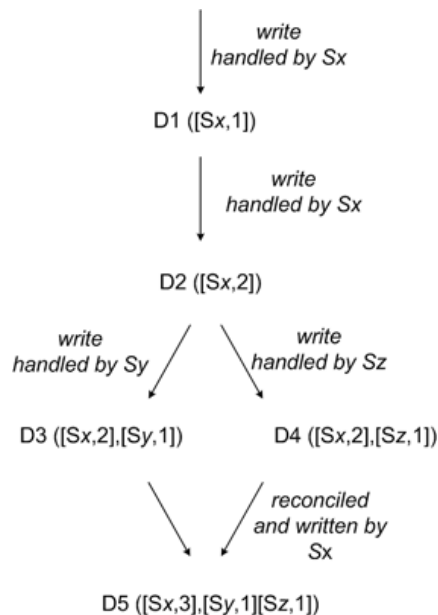 write
handled by Sx
D1 ([Sx,1])
write
handled by Sx
D2 ([Sx,2])
write
handled by Sy
write
handled by Sz
D3 ([Sx,2],[Sy,1])
D4 ([Sx,2],[Sz,1])
reconciled
and written by
Sx
D5 ([Sx,3],[Sy,1][Sz,1])